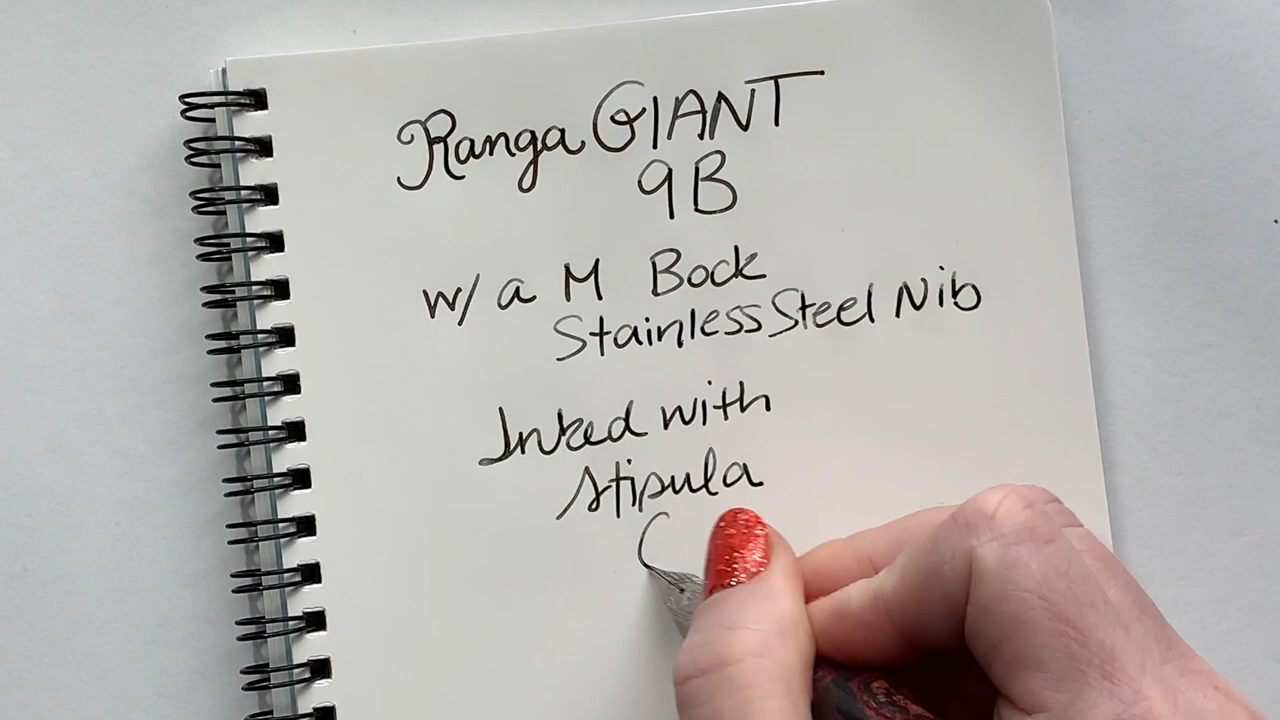 Ranga GIANT
9B
w/ a M Bock
Stainless Steel Nib
Inked with
Stipula
C